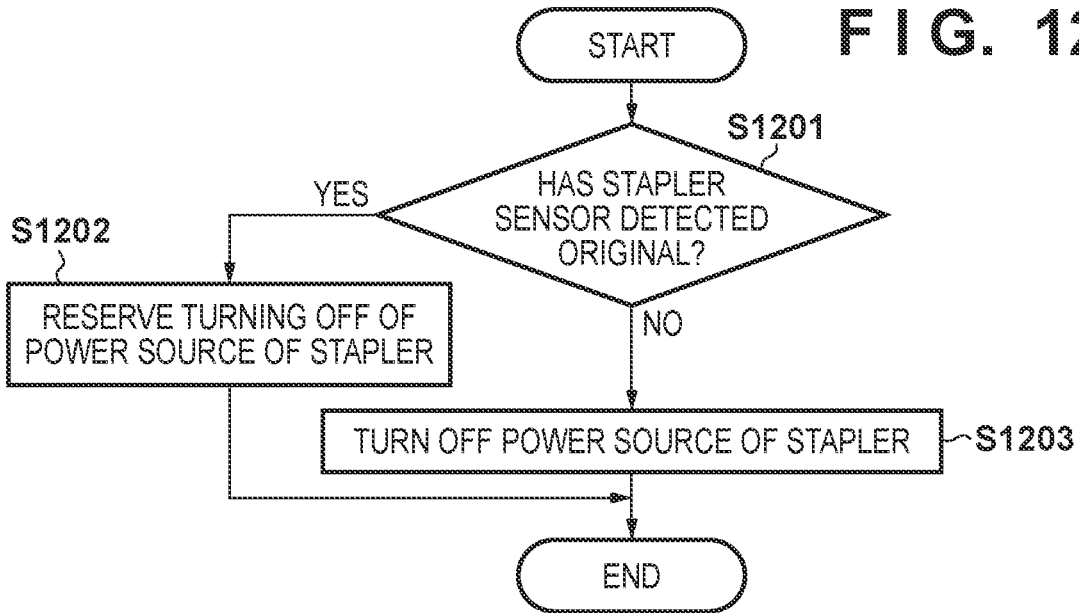 F I G. 12
START
S1201
HAS STAPLER
SENSOR DETECTED
ORIGINAL?
YES
S1202
RESERVE TURNING OFF OF
POWER SOURCE OF STAPLER
NO
TURN OFF POWER SOURCE OF STAPLER
S1203
END